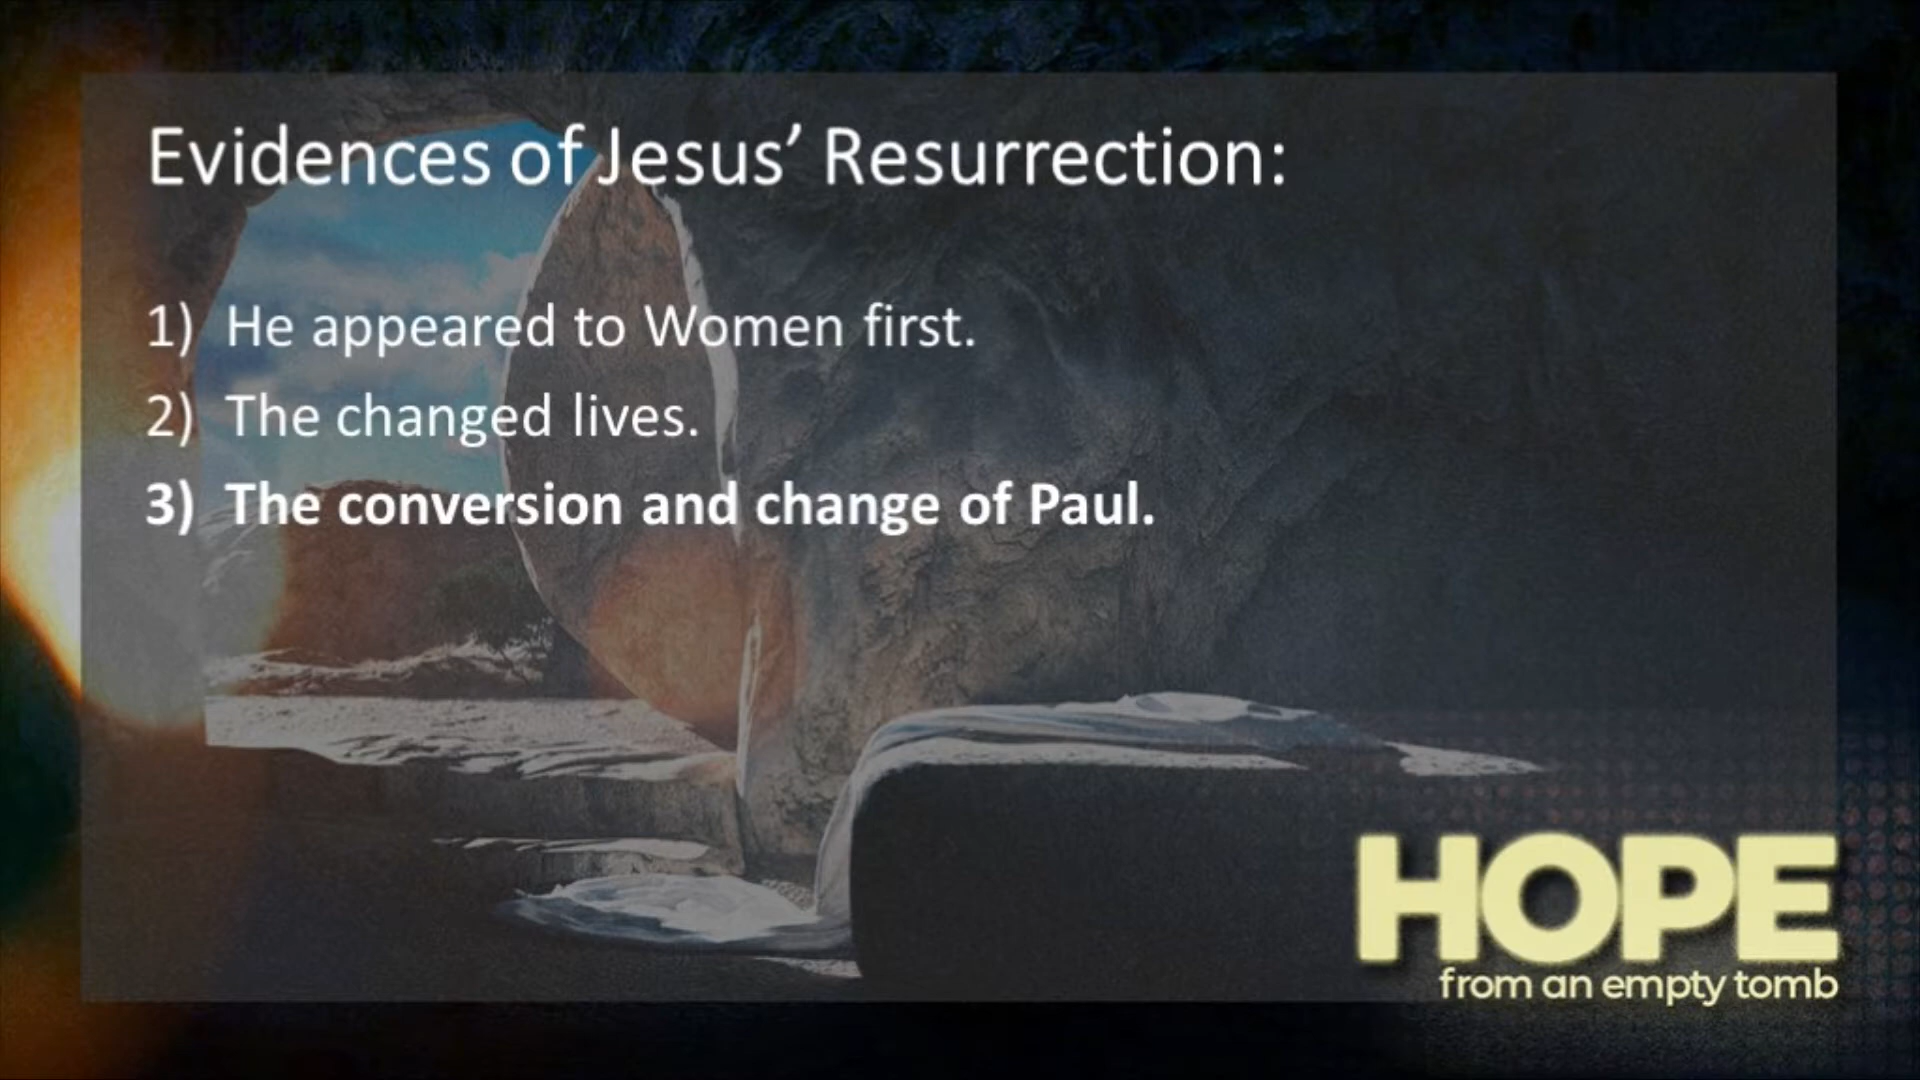 Evidences of Jesus’ Resurrection:
1) He appeared to Women first.
2) The changed lives.
3) The conversion and change of Paul.
HOPE
from an empty tomb